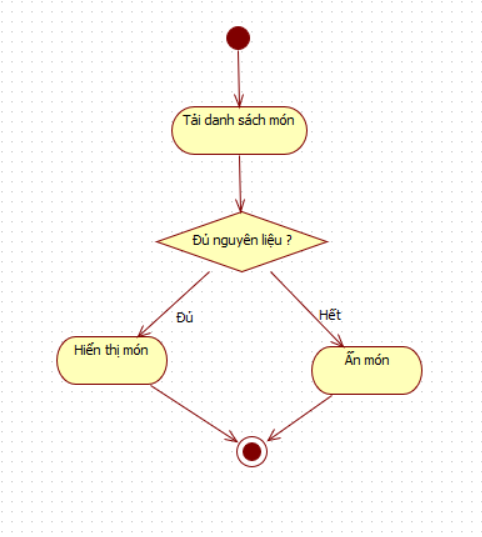 Tải danh sách món
Đủ nguyên liệu ?
Đủ
Hết
Hiển thị món
Ẩn món